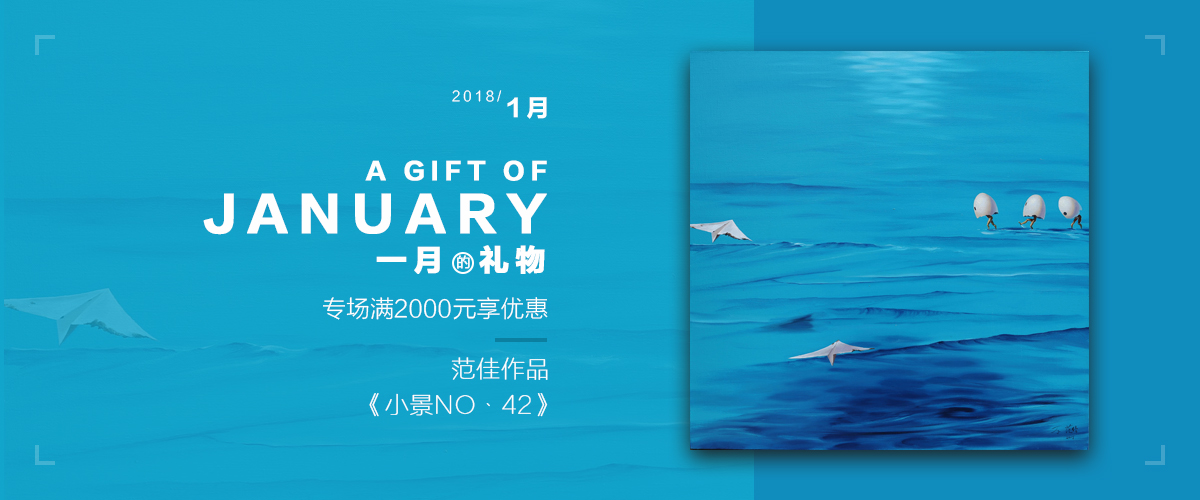 2018/ 1月
A GIFT OF
JANUARY
一月的礼物
专场满2000元享优惠
范佳作品
《小景NO、42》